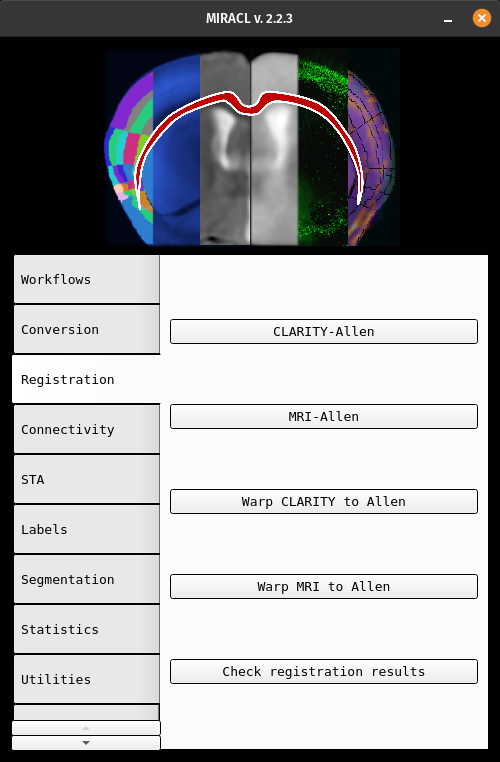 MIRACL v. 2.2.3
Workflows
Conversion
Registration
Connectivity
STA
Labels
Segmentation
Statistics
Utilities
CLARITY-Allen
MRI-Allen
Warp CLARITY to Allen
Warp MRI to Allen
Check registration results